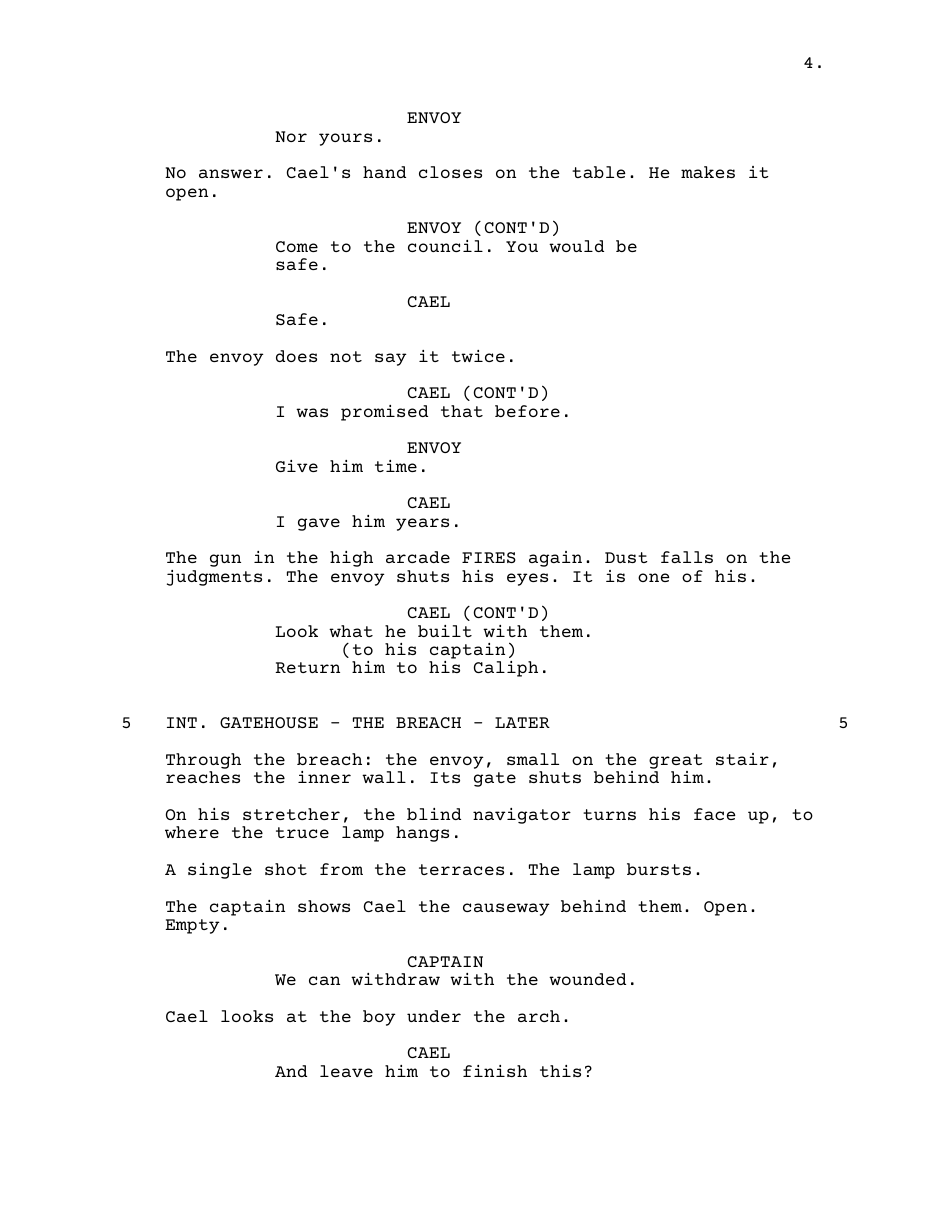 4.
ENVOY
Nor yours.
No answer. Cael's hand closes on the table. He makes it
open.
ENVOY (CONT'D)
Come to the council. You would be
safe.
CAEL
Safe.
The envoy does not say it twice.
CAEL (CONT'D)
I was promised that before.
ENVOY
Give him time.
CAEL
I gave him years.
The gun in the high arcade FIRES again. Dust falls on the
judgments. The envoy shuts his eyes. It is one of his.
CAEL (CONT'D)
Look what he built with them.
(to his captain)
Return him to his Caliph.
5 INT. GATEHOUSE - THE BREACH - LATER 5
Through the breach: the envoy, small on the great stair,
reaches the inner wall. Its gate shuts behind him.
On his stretcher, the blind navigator turns his face up, to
where the truce lamp hangs.
A single shot from the terraces. The lamp bursts.
The captain shows Cael the causeway behind them. Open.
Empty.
CAPTAIN
We can withdraw with the wounded.
Cael looks at the boy under the arch.
CAEL
And leave him to finish this?